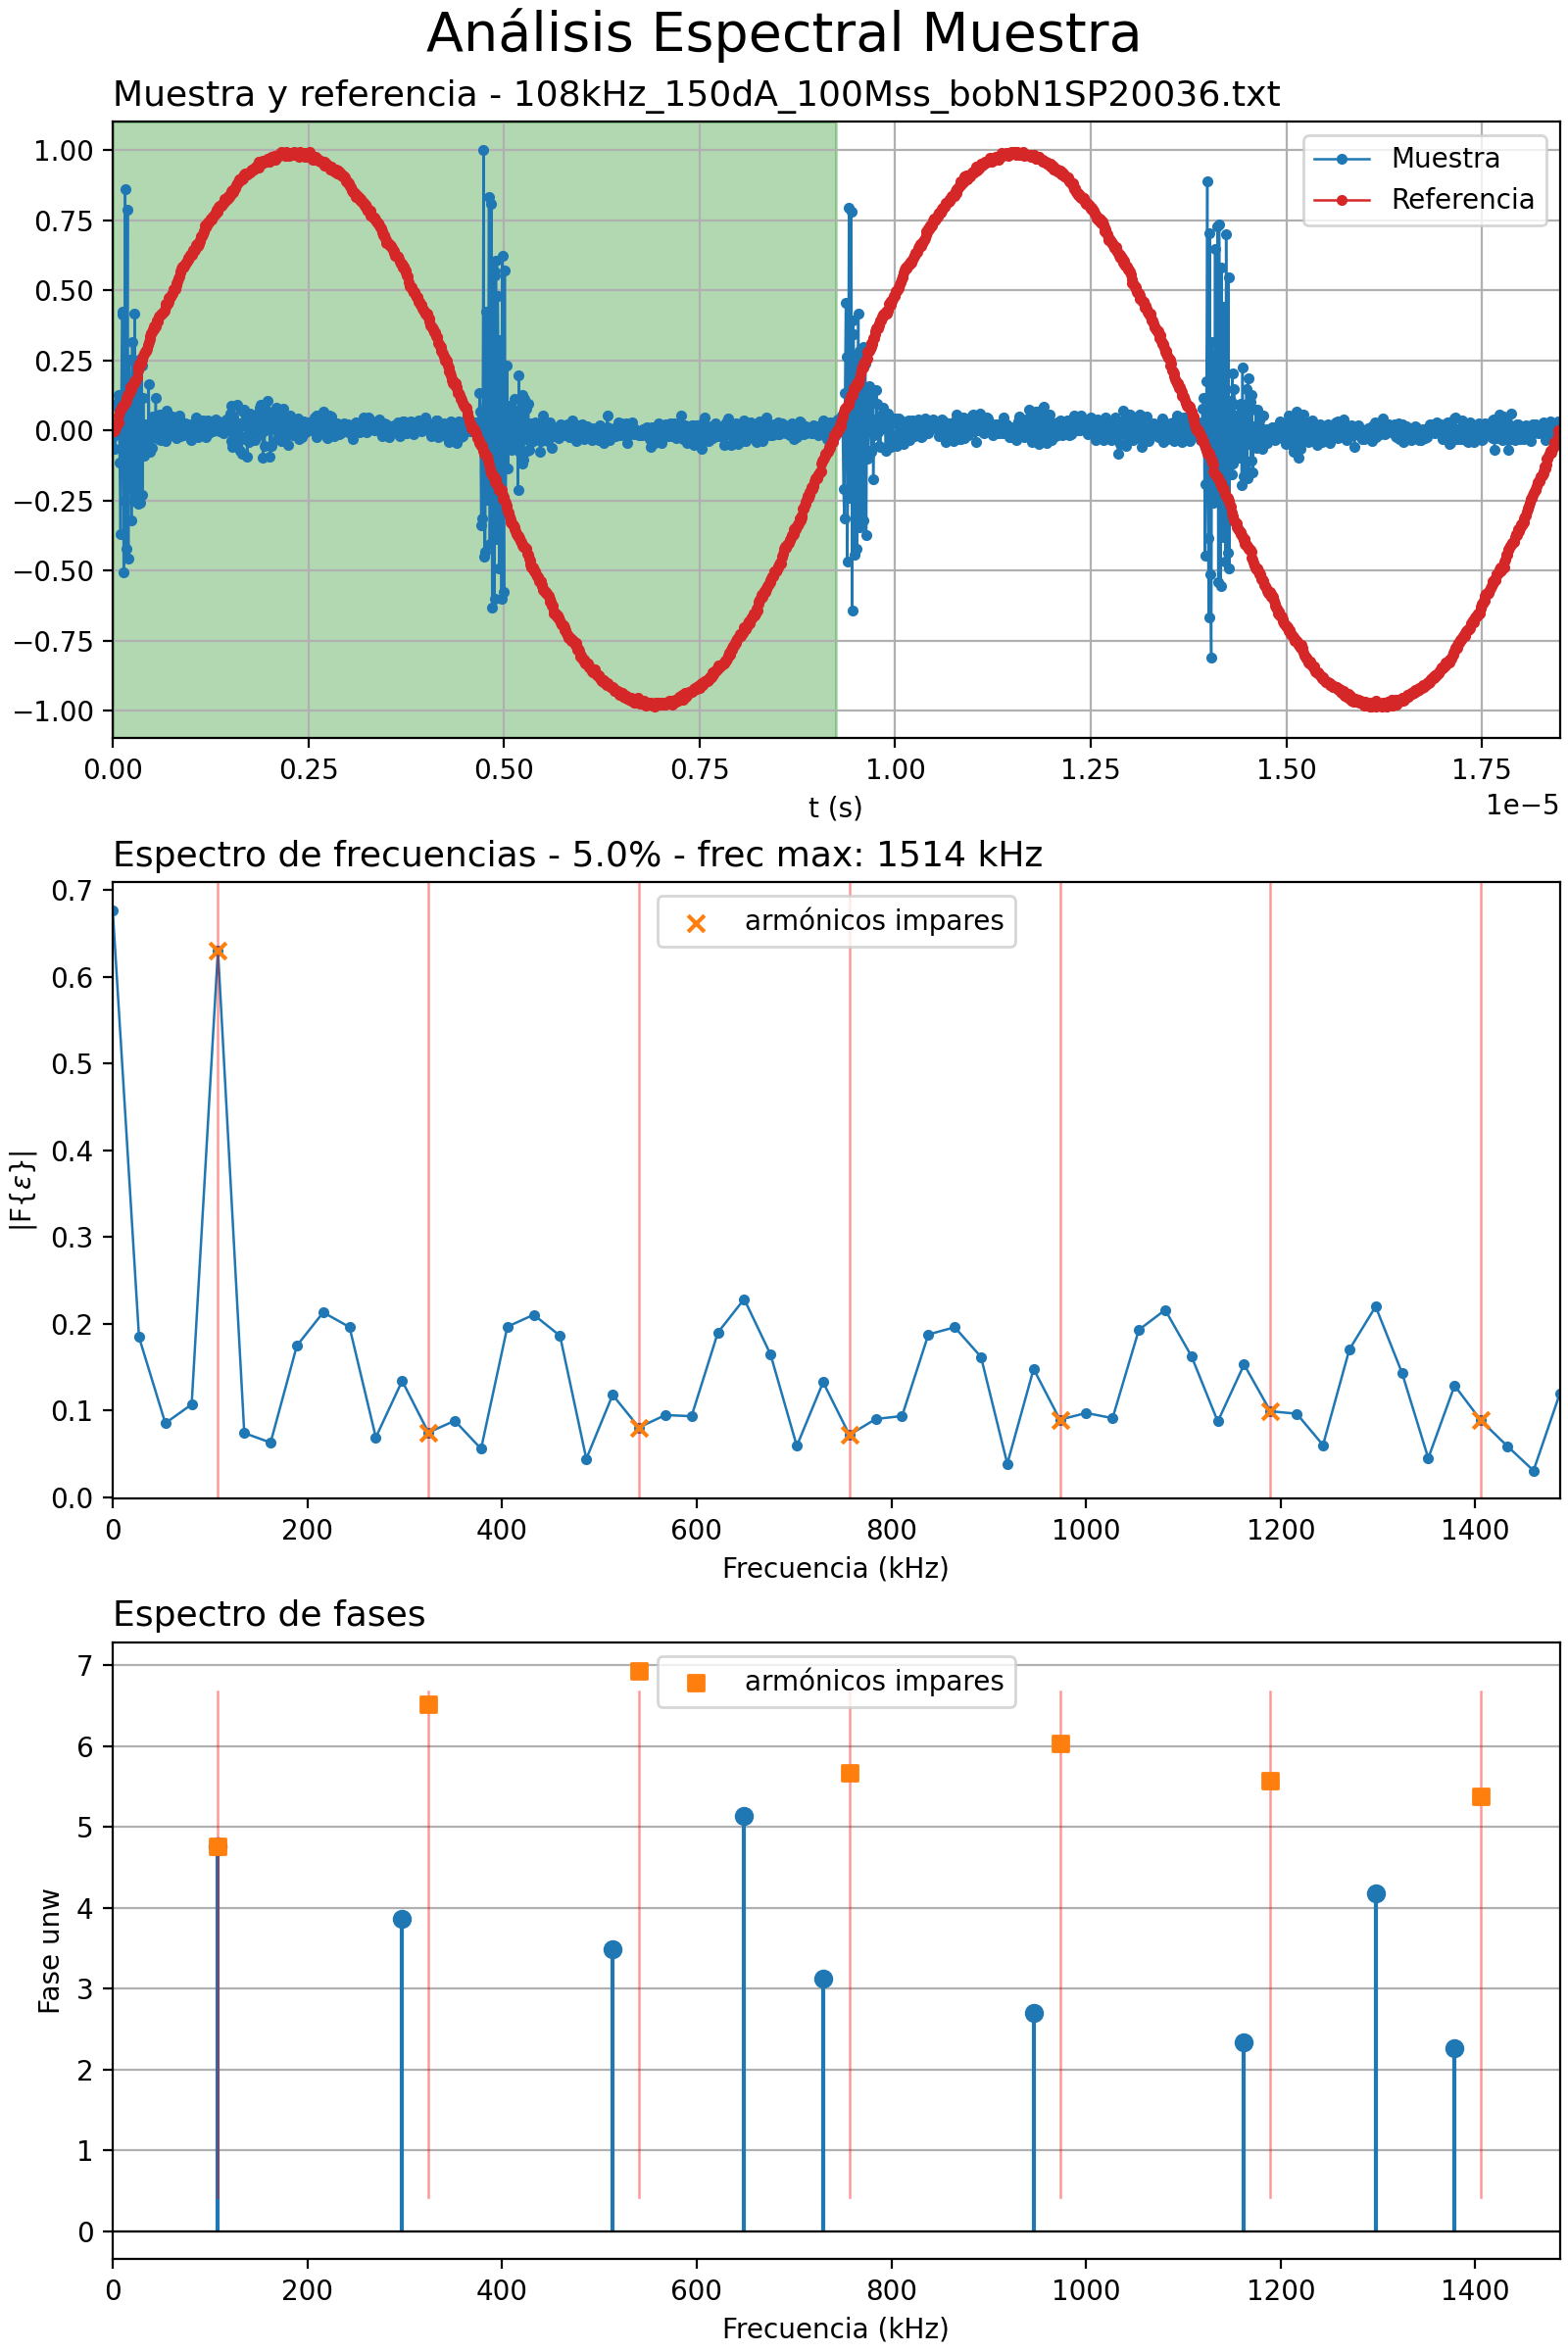 Análisis Espectral Muestra
Muestra y referencia - 108kHz_150dA_100Mss_bobN1SP20036.txt
Muestra
Referencia
1.00
0.75
0.50
0.25
0.00
−0.25
−0.50
−0.75
−1.00
0.00 0.25 0.50 0.75 1.00 1.25 1.50 1.75
1e−5
t (s)
Espectro de frecuencias - 5.0% - frec max: 1514 kHz
armónicos impares
|F{ε}|
0.7
0.6
0.5
0.4
0.3
0.2
0.1
0.0
0 200 400 600 800 1000 1200 1400
Frecuencia (kHz)
Espectro de fases
armónicos impares
Fase unw
7
6
5
4
3
2
1
0
0 200 400 600 800 1000 1200 1400
Frecuencia (kHz)